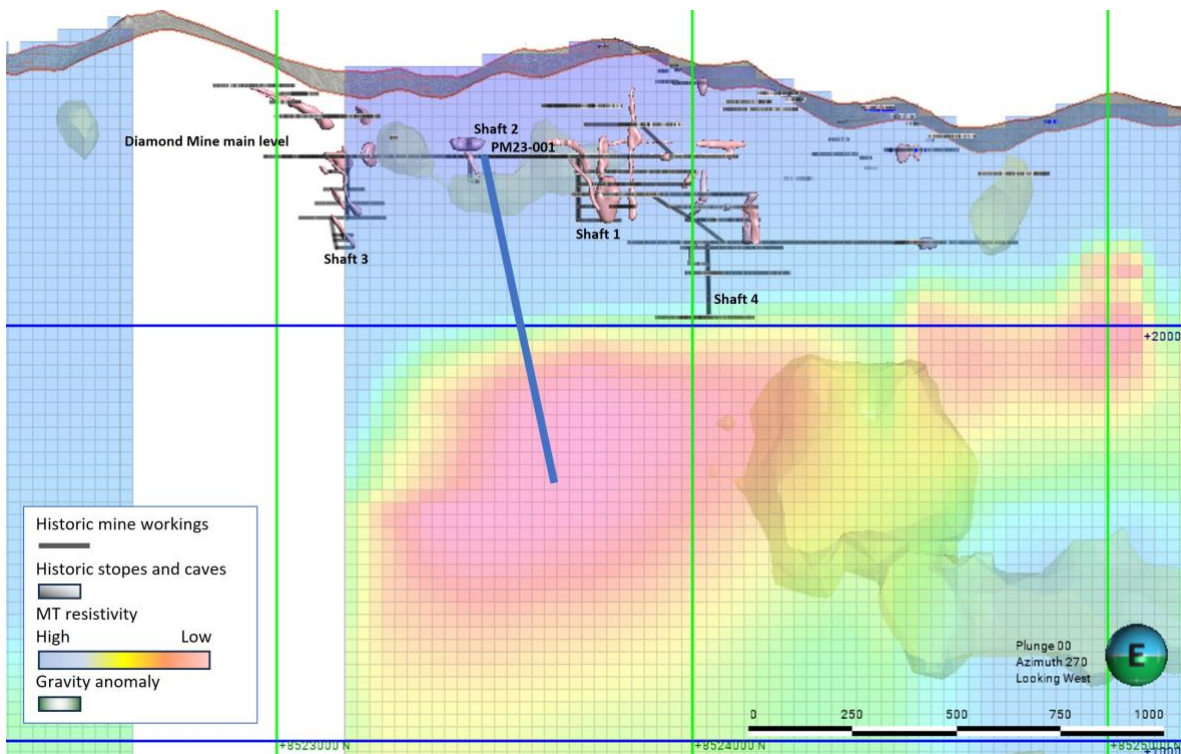 Diamond Mine main level
Shaft 2
PM23-001
Shaft 1
Shaft 3
Shaft 4
+2000
Historic mine workings
Historic stopes and caves
MT resistivity
High Low
Gravity anomaly
Plunge 00
Azimuth 270
Looking West
E
0 250 500 750 1000
+8523000 N
+8524000 N